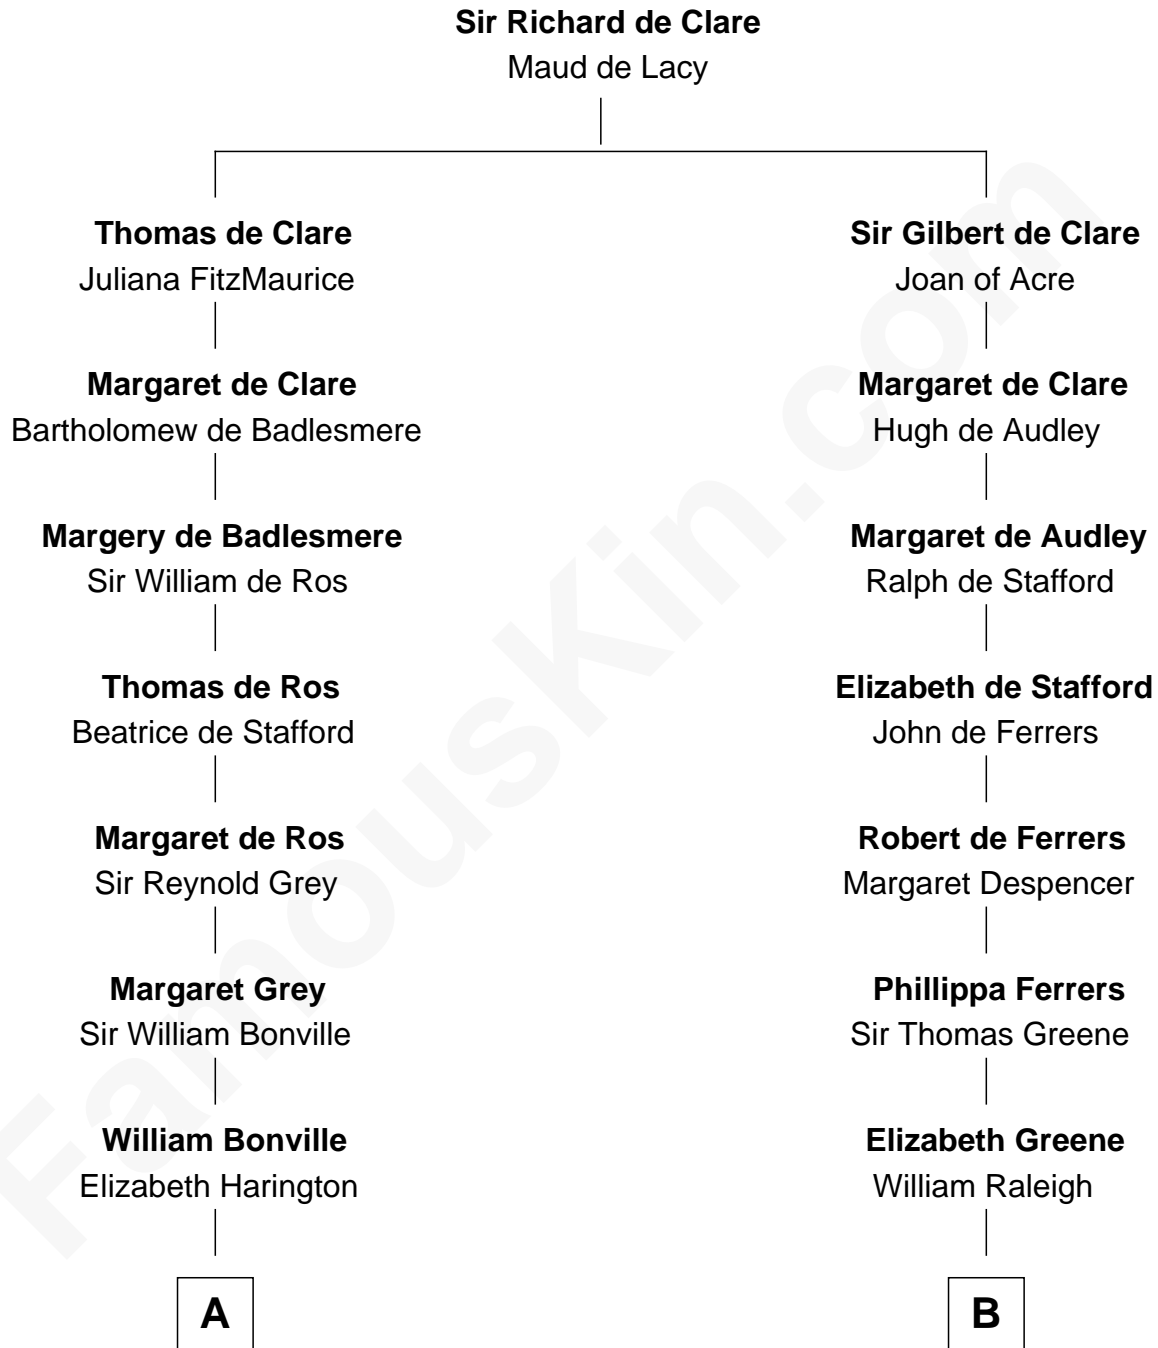 Sir Richard de Clare
Maud de Lacy
Thomas de Clare
Juliana FitzMaurice
Sir Gilbert de Clare
Joan of Acre
Margaret de Clare
Bartholomew de Badlesmere
Margaret de Clare
Hugh de Audley
Margery de Badlesmere
Sir William de Ros
Margaret de Audley
Ralph de Stafford
Thomas de Ros
Beatrice de Stafford
Elizabeth de Stafford
John de Ferrers
Margaret de Ros
Sir Reynold Grey
Robert de Ferrers
Margaret Despencer
Margaret Grey
Sir William Bonville
Phillippa Ferrers
Sir Thomas Greene
William Bonville
Elizabeth Harington
Elizabeth Greene
William Raleigh
A
B
FamousKin.com